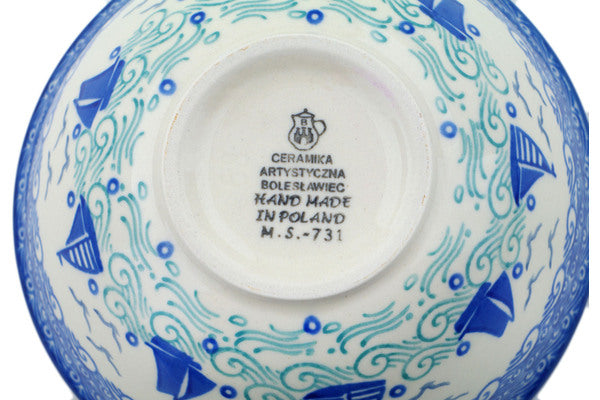 B
CERAMIKA
ARTYSTYCZNA
BOLESŁAWIEC
HAND MADE
IN POLAND
M.S.-731